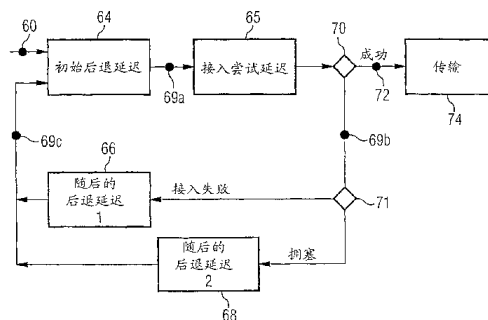 60
64
初始后退延迟
69a
65
接入尝试延迟
70
成功
72
传输
74
69c
69b
66
随后的
后退延迟
1
接入失败
71
随后的
后退延迟
2
拥塞
68